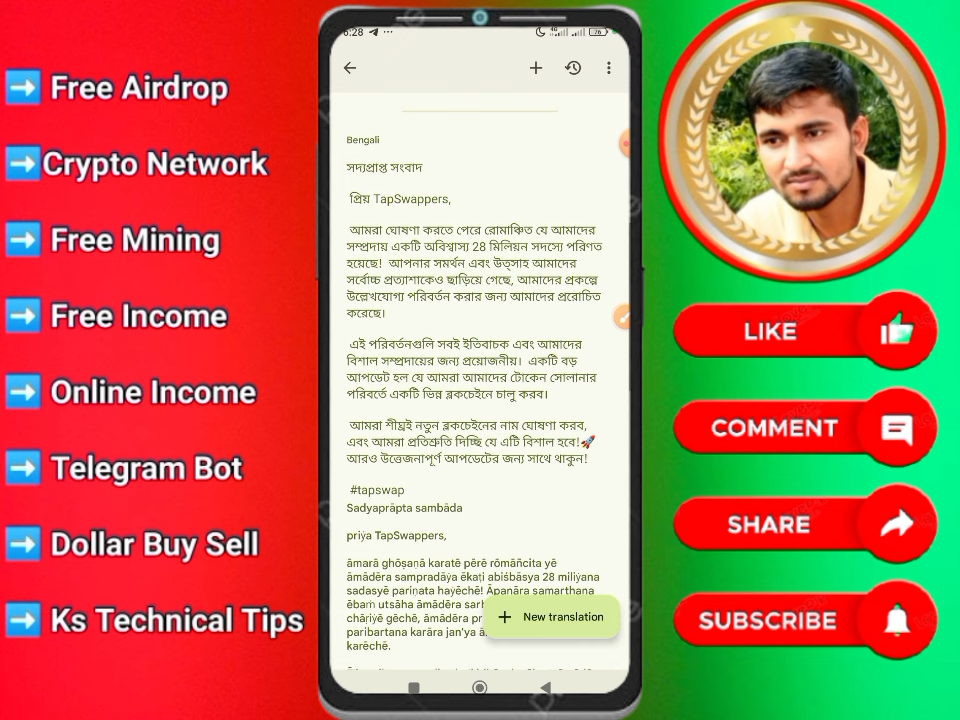 Free Airdrop
Crypto Network
Free Mining
Free Income
Online Income
Telegram Bot
Dollar Buy Sell
Ks Technical Tips
6:28
4G
76
Bengali
সদ্যপ্রাপ্ত সংবাদ
প্রিয় TapSwappers,
আমরা ঘোষণা করতে পেরে রোমাঞ্চিত যে আমাদের
সম্প্রদায় একটি অবিশ্বাস্য 28 মিলিয়ন সদস্যে পরিণত
হয়েছে! আপনার সমর্থন এবং উত্সাহ আমাদের
সর্বোচ্চ প্রত্যাশাকেও ছাড়িয়ে গেছে, আমাদের প্রকল্পে
উল্লেখযোগ্য পরিবর্তন করার জন্য আমাদের প্ররোচিত
করেছে।
এই পরিবর্তনগুলি সবই ইতিবাচক এবং আমাদের
বিশাল সম্প্রদায়ের জন্য প্রয়োজনীয়। একটি বড়
আপডেট হল যে আমরা আমাদের টোকেন সোলানার
পরিবর্তে একটি ভিন্ন ব্লকচেইনে চালু করব।
আমরা শীঘ্রই নতুন ব্লকচেইনের নাম ঘোষণা করব,
এবং আমরা প্রতিশ্রুতি দিচ্ছি যে এটি বিশাল হবে!🚀
আরও উত্তেজনাপূর্ণ আপডেটের জন্য সাথে থাকুন!
#tapswap
Sadyaprāpta sambāda
priẏa TapSwappers,
āmarā ghōṣaṇā karatē pērē rōmāñcita yē
āmādēra sampradāẏa ēkaṭi abiśbāsya 28 miliẏana
sadasyē pariṇata haẏēchē! Āpanāra samarthana
ēbaṁ utsāha āmādēra
chāṛiẏē gēchē, āmādēra
paribartana karāra jan'ya
karēchē.
New translation
LIKE
COMMENT
SHARE
SUBSCRIBE